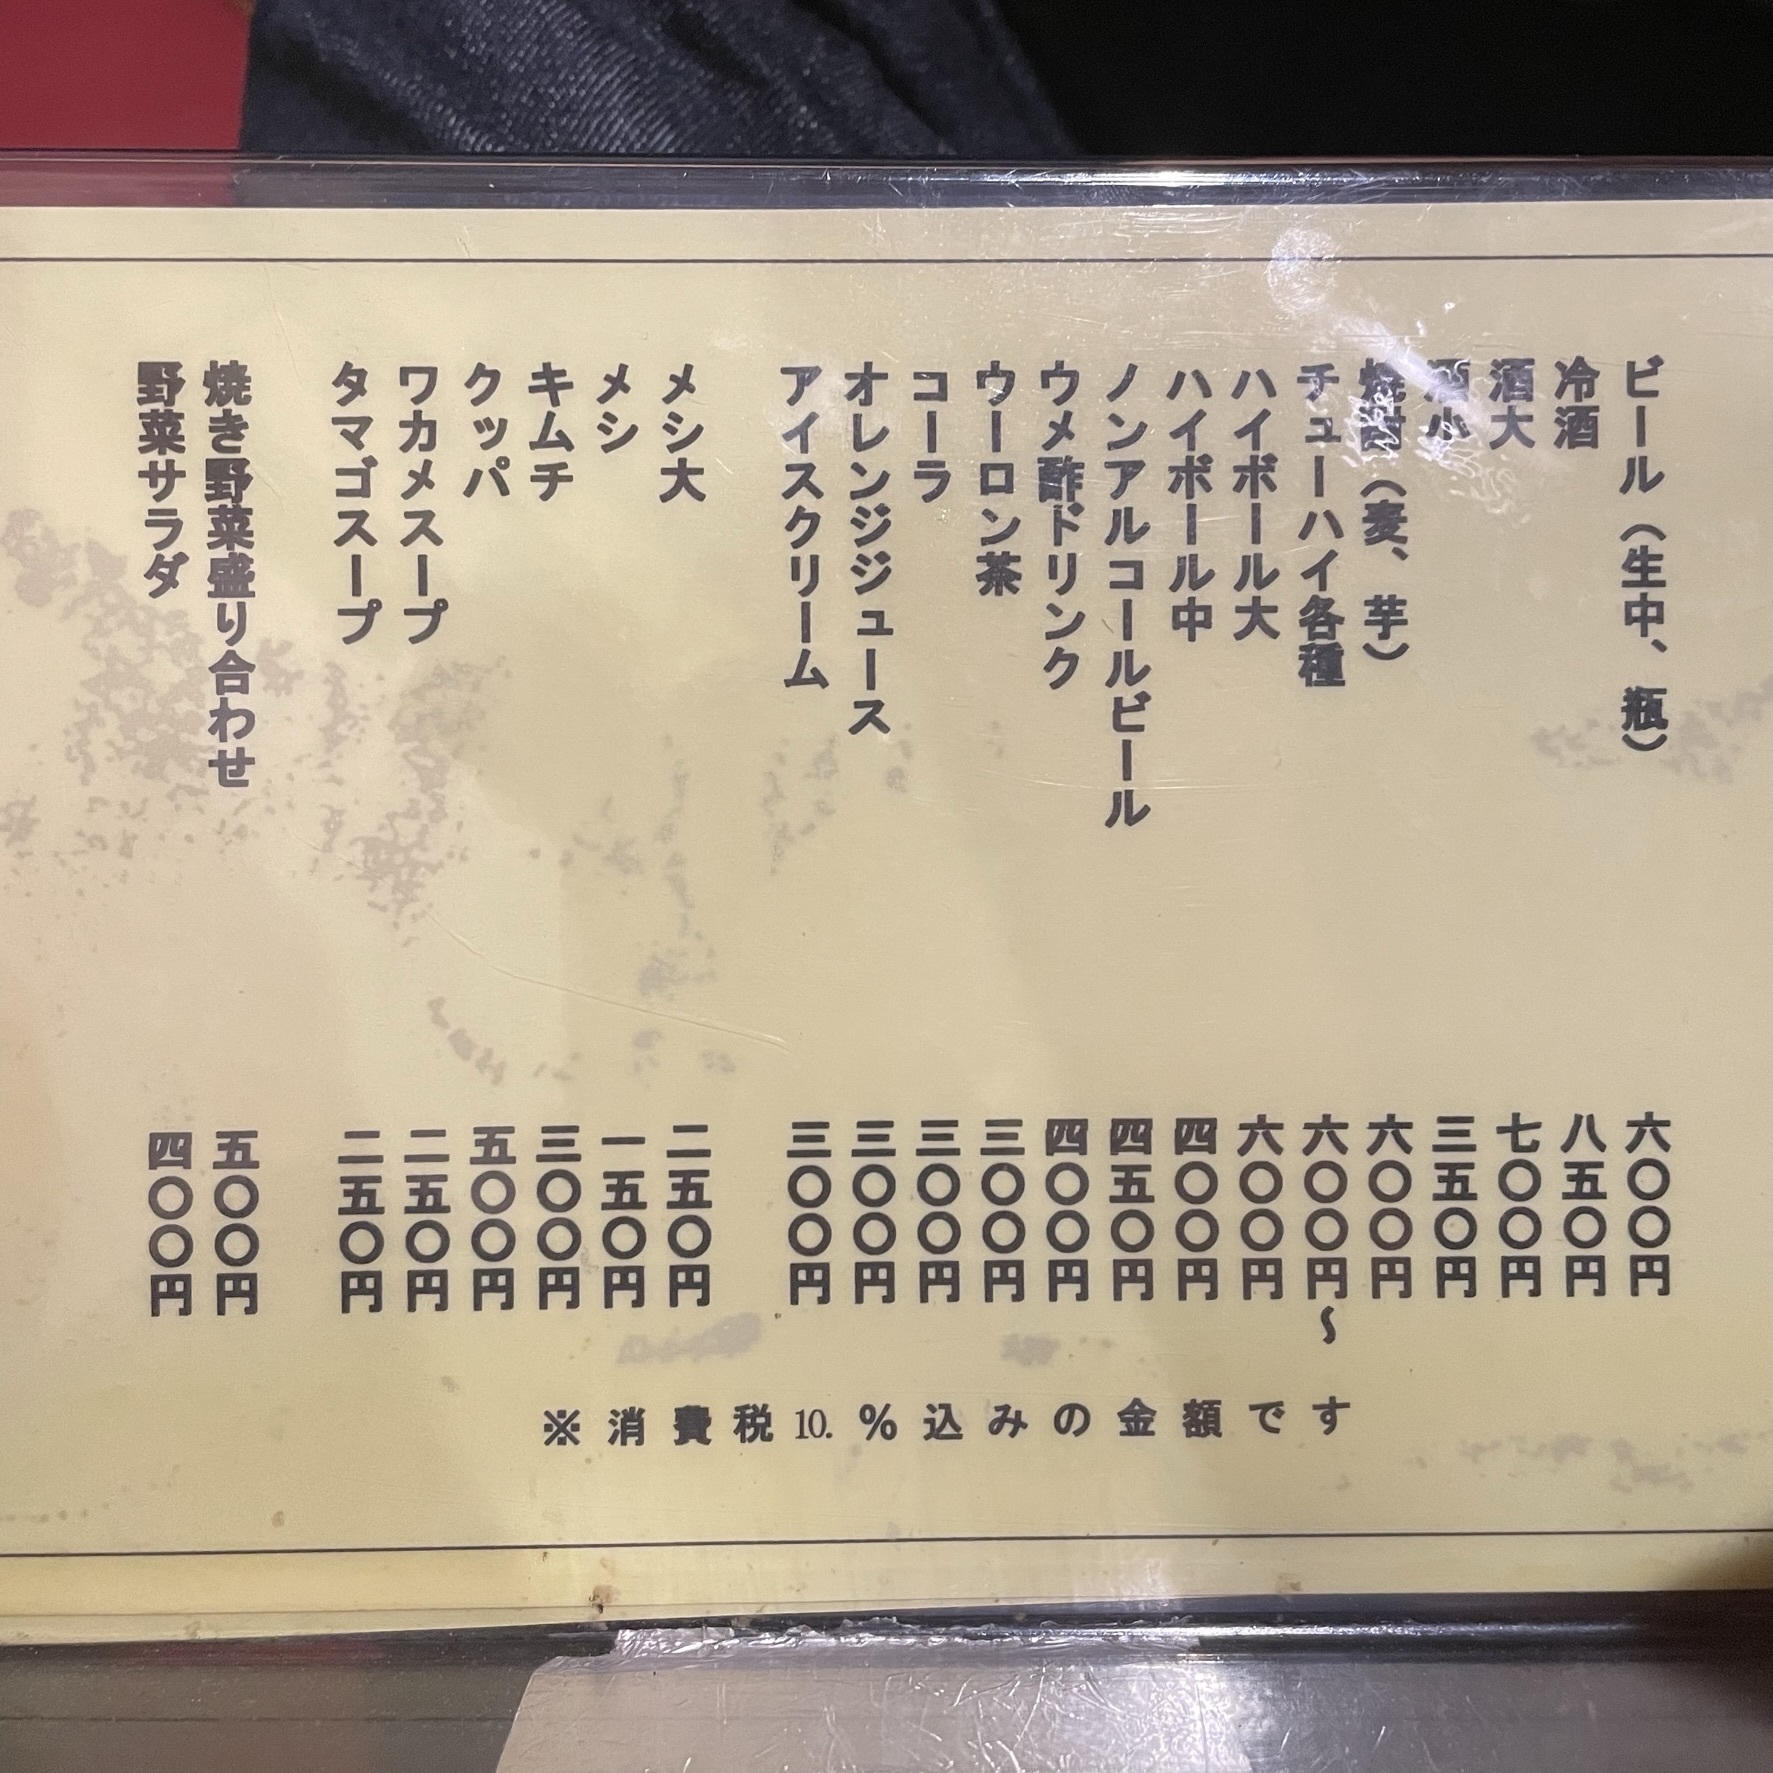 ビール（生中、瓶） 六〇〇円
冷酒 八五〇円
酒大 七〇〇円
酒小 三五〇円
焼酎（麦、芋） 六〇〇円
チューハイ各種 六〇〇円～
ハイボール大 六〇〇円
ハイボール中 四〇〇円
ノンアルコールビール 四五〇円
ウメ酢ドリンク 四〇〇円
ウーロン茶 三〇〇円
コーラ 三〇〇円
オレンジジュース 三〇〇円
アイスクリーム 三〇〇円
メシ大 二五〇円
メシ 一五〇円
キムチ 三〇〇円
クッパ 五〇〇円
ワカメスープ 二五〇円
タマゴスープ 二五〇円
焼き野菜盛り合わせ 五〇〇円
野菜サラダ 四〇〇円
※消費税10.％込みの金額です